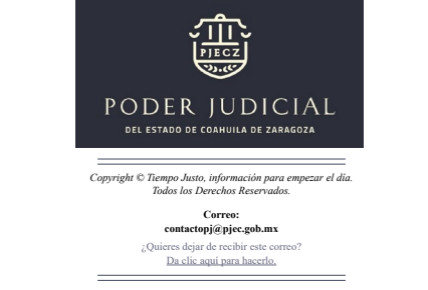 PJECZ
PODER JUDICIAL
DEL ESTADO DE COAHUILA DE ZARAGOZA
Copyright © Tiempo Justo, información para empezar el día.
Todos los Derechos Reservados.
Correo:
contactopj@pjec.gob.mx
¿Quieres dejar de recibir este correo?
Da clic aquí para hacerlo.